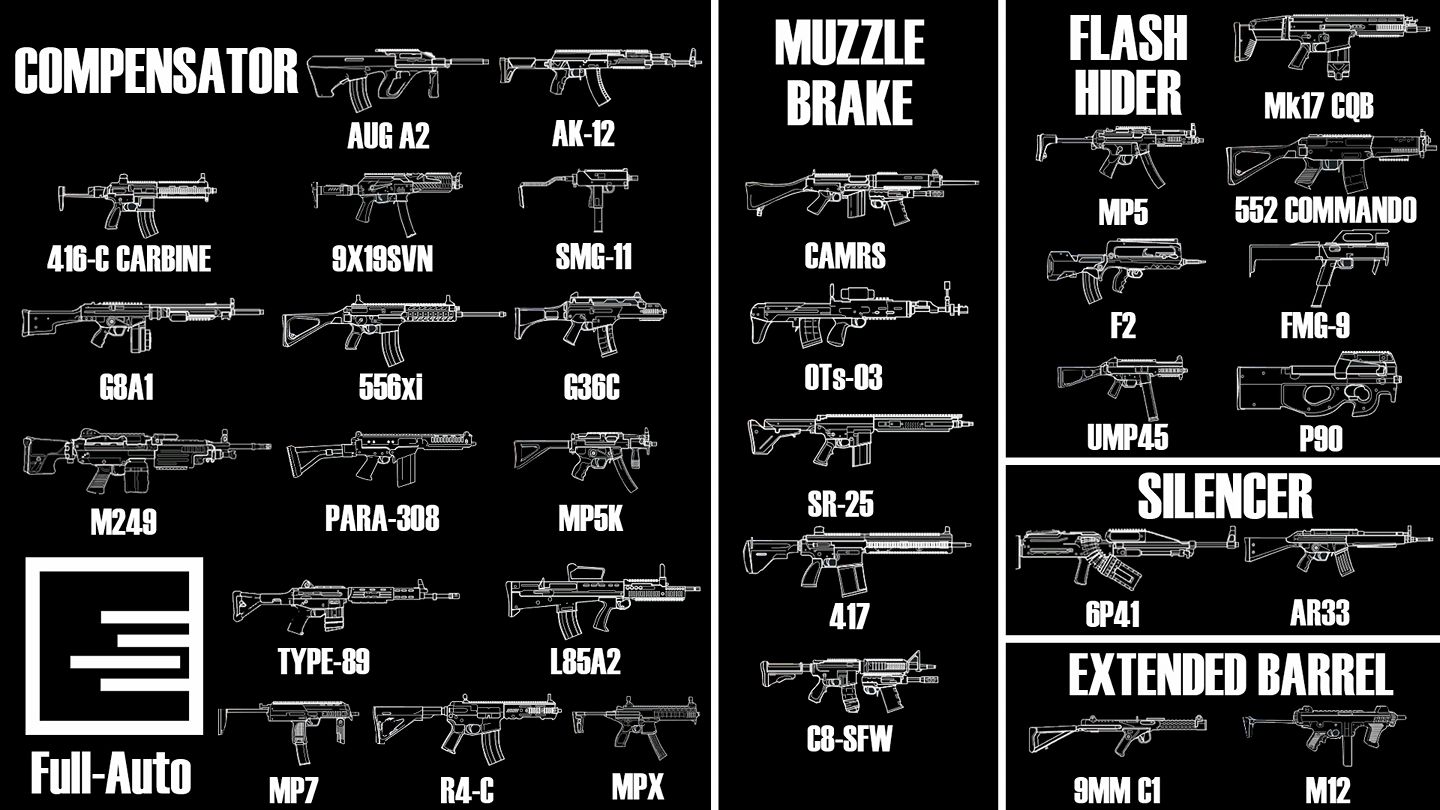 COMPENSATOR
AUG A2
AK-12
416-C CARBINE
9X19SVN
SMG-11
G8A1
556xi
G36C
M249
PARA-308
MP5K
TYPE-89
L85A2
Full-Auto
MP7
R4-C
MPX
MUZZLE
BRAKE
CAMRS
OTs-03
SR-25
417
C8-SFW
FLASH
HIDER
Mk17 CQB
MP5
552 COMMANDO
F2
FMG-9
UMP45
P90
SILENCER
6P41
AR33
EXTENDED BARREL
9MM C1
M12